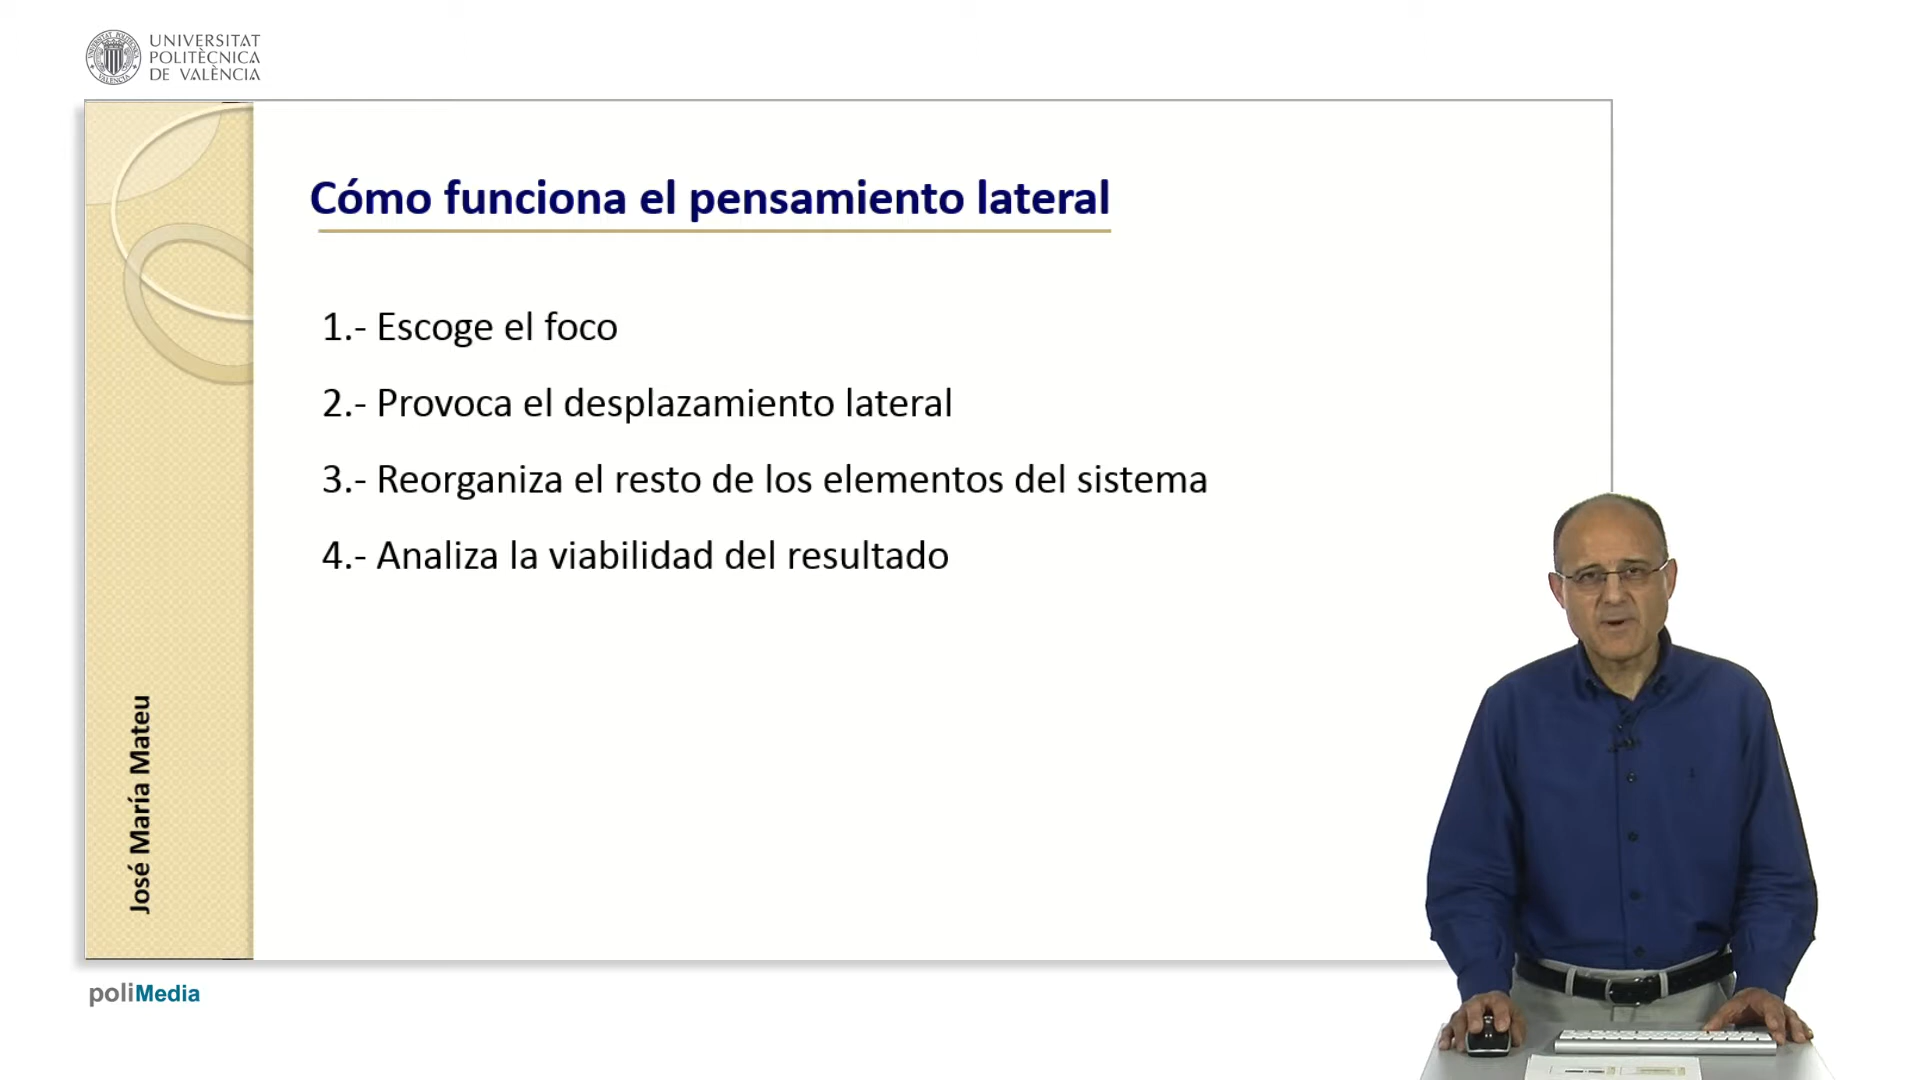 UNIVERSITAT
POLITÈCNICA
DE VALÈNCIA
Cómo funciona el pensamiento lateral
1.- Escoge el foco
2.- Provoca el desplazamiento lateral
3.- Reorganiza el resto de los elementos del sistema
4.- Analiza la viabilidad del resultado
José María Mateu
poliMedia